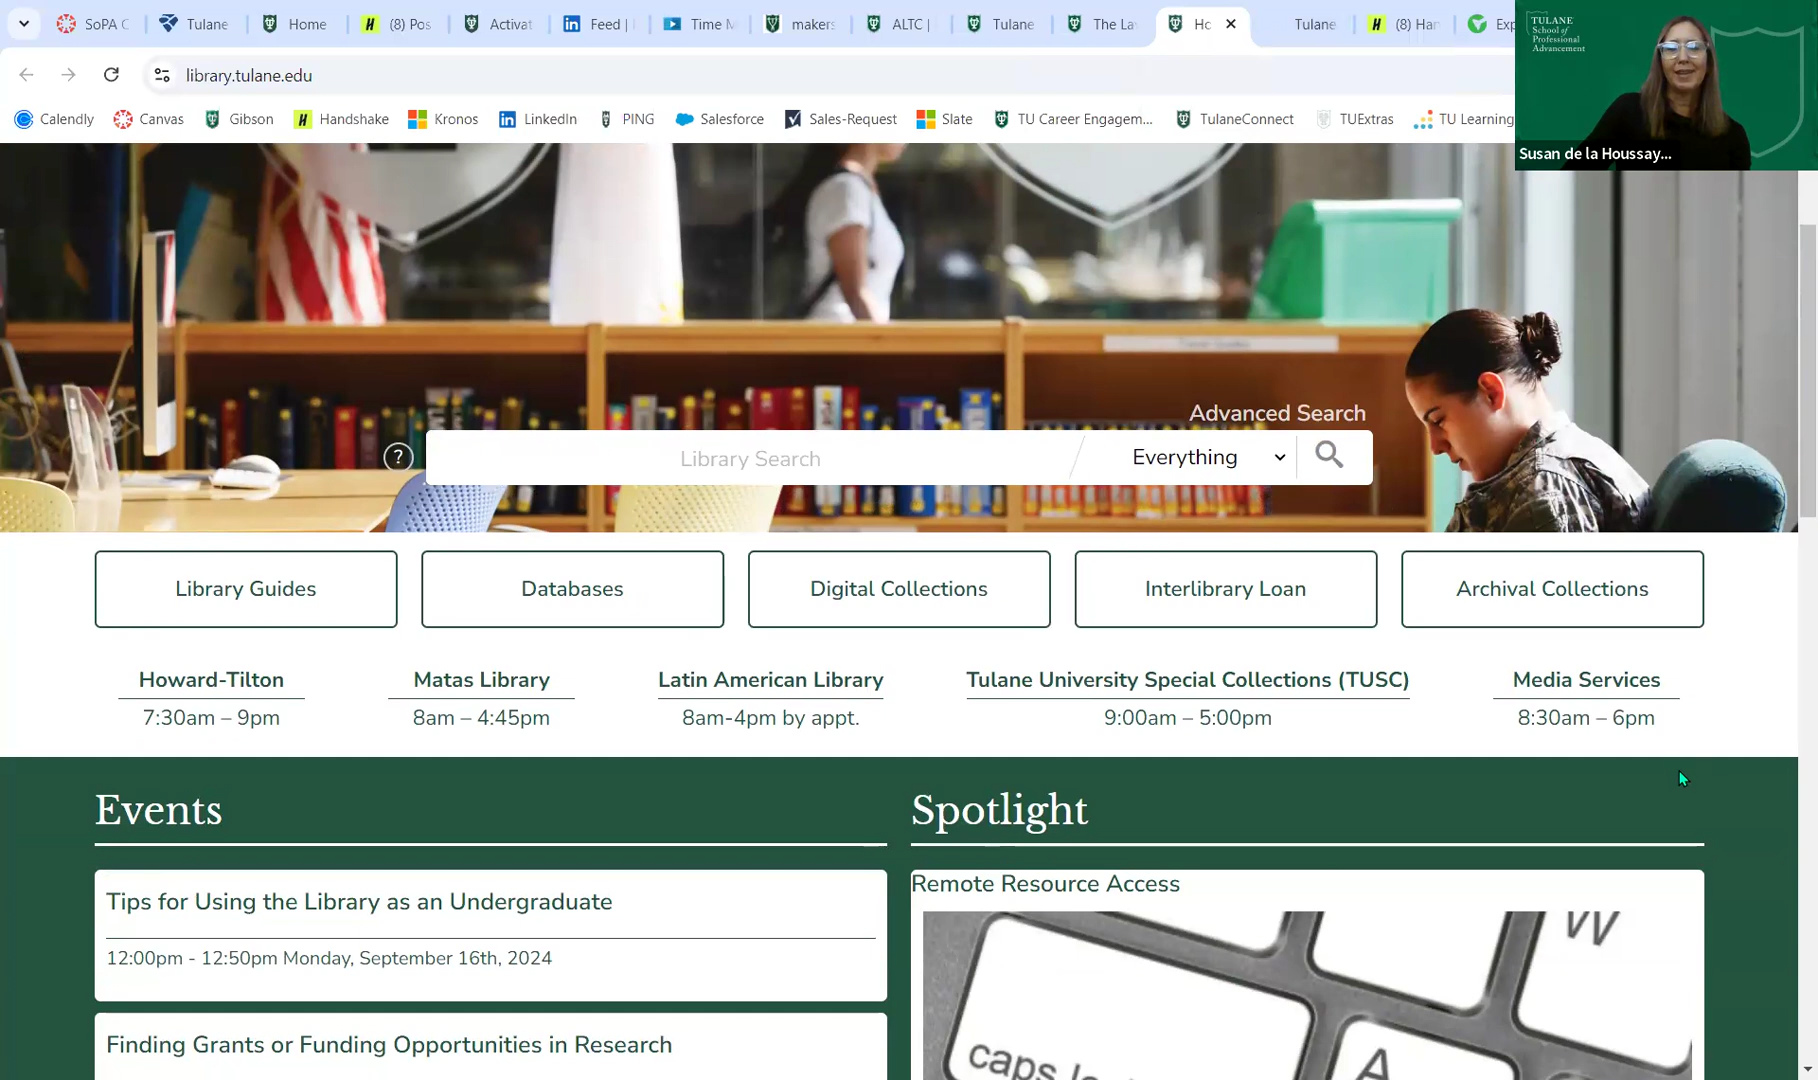 SoPA C
Tulane
Home
(8) Pos
Activat
Feed |
Time M
makers
ALTC |
Tulane
The La
Ho
Tulane
(8) Han
Exp
library.tulane.edu
Calendly
Canvas
Gibson
Handshake
Kronos
LinkedIn
PING
Salesforce
Sales-Request
Slate
TU Career Engagem...
TulaneConnect
TUExtras
TU Learning
TULANE
School of
Professional
Advancement
Susan de la Houssay...
Advanced Search
?
Library Search
Everything
Library Guides
Databases
Digital Collections
Interlibrary Loan
Archival Collections
Howard-Tilton
7:30am – 9pm
Matas Library
8am – 4:45pm
Latin American Library
8am-4pm by appt.
Tulane University Special Collections (TUSC)
9:00am – 5:00pm
Media Services
8:30am – 6pm
Events
Tips for Using the Library as an Undergraduate
12:00pm - 12:50pm Monday, September 16th, 2024
Finding Grants or Funding Opportunities in Research
Spotlight
Remote Resource Access
W
caps
A